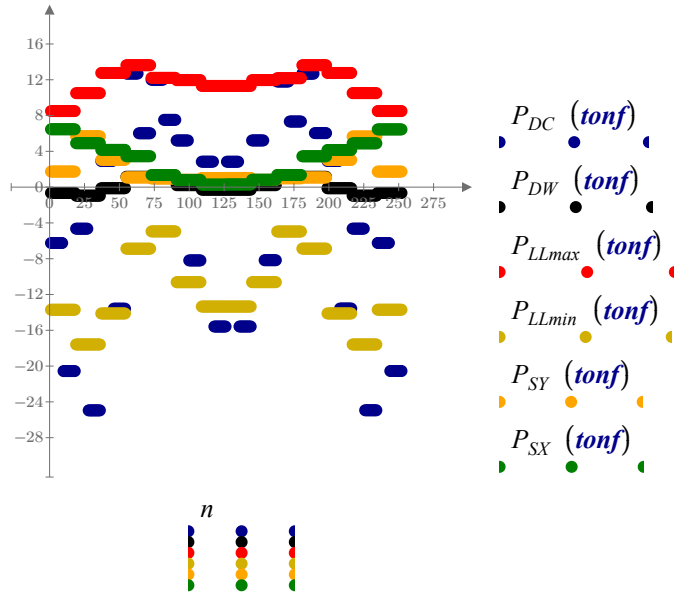 16
12
8
4
0
−4
−8
−12
−16
−20
−24
−28
0 25 50 75 100 125 150 175 200 225 250 275
P_DC (tonf)
P_DW (tonf)
P_LLmax (tonf)
P_LLmin (tonf)
P_SY (tonf)
P_SX (tonf)
n